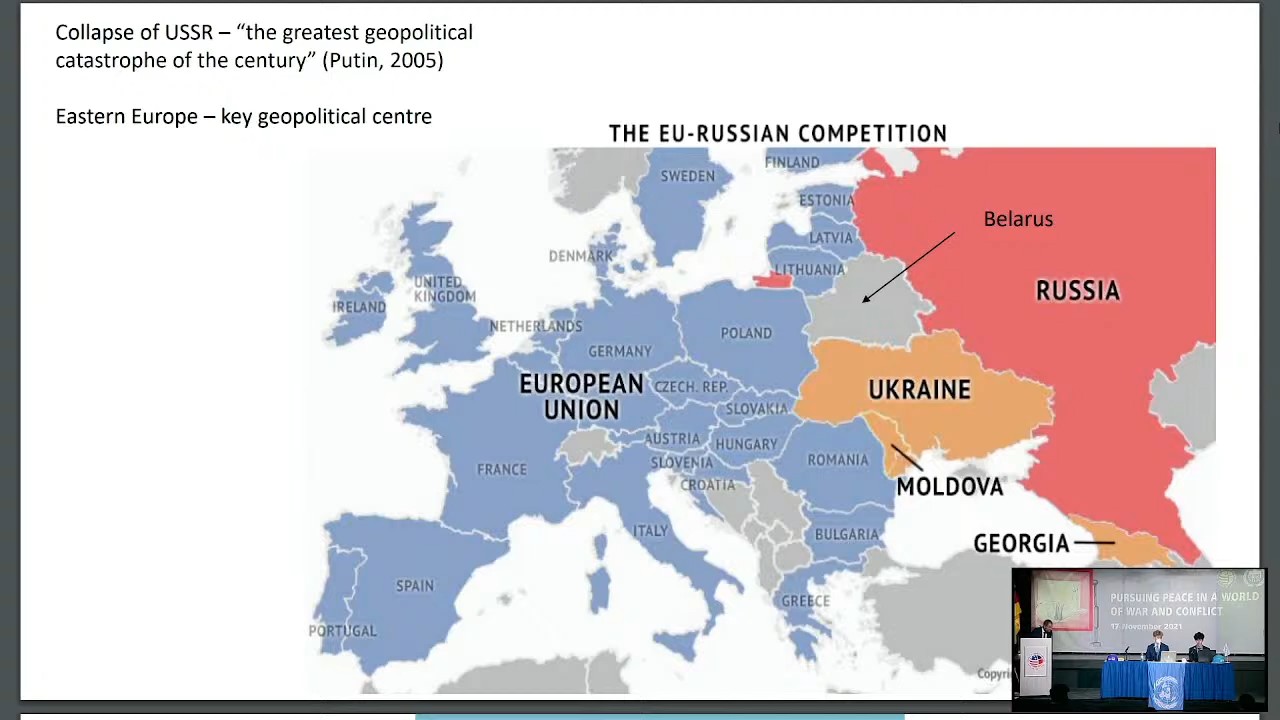 Collapse of USSR – “the greatest geopolitical
catastrophe of the century” (Putin, 2005)
Eastern Europe – key geopolitical centre
THE EU-RUSSIAN COMPETITION
FINLAND
SWEDEN
ESTONIA
Belarus
LATVIA
DENMARK
LITHUANIA
UNITED
KINGDOM
IRELAND
RUSSIA
NETHERLANDS
POLAND
GERMANY
EUROPEAN
UNION
CZECH. REP.
UKRAINE
SLOVAKIA
AUSTRIA
HUNGARY
SLOVENIA
ROMANIA
FRANCE
CROATIA
MOLDOVA
ITALY
BULGARIA
GEORGIA
SPAIN
GREECE
PORTUGAL
PURSUING PEACE IN A WORLD
OF WAR AND CONFLICT
17 November 2021
Copyri